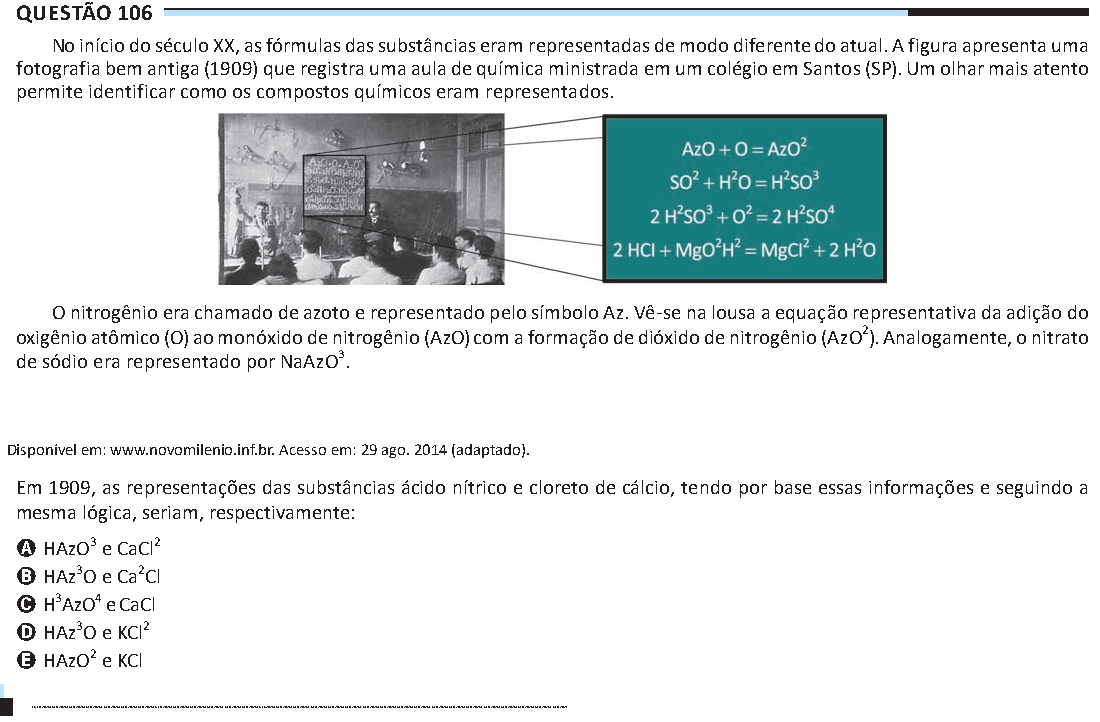 QUESTÃO 106
No início do século XX, as fórmulas das substâncias eram representadas de modo diferente do atual. A figura apresenta uma
fotografia bem antiga (1909) que registra uma aula de química ministrada em um colégio em Santos (SP). Um olhar mais atento
permite identificar como os compostos químicos eram representados.
AzO + O = AzO²
SO² + H²O = H²SO³
2 H²SO³ + O² = 2 H²SO⁴
2 HCl + MgO²H² = MgCl² + 2 H²O
O nitrogênio era chamado de azoto e representado pelo símbolo Az. Vê-se na lousa a equação representativa da adição do
oxigênio atômico (O) ao monóxido de nitrogênio (AzO) com a formação de dióxido de nitrogênio (AzO²). Analogamente, o nitrato
de sódio era representado por NaAzO³.
Disponível em: www.novomilenio.inf.br. Acesso em: 29 ago. 2014 (adaptado).
Em 1909, as representações das substâncias ácido nítrico e cloreto de cálcio, tendo por base essas informações e seguindo a
mesma lógica, seriam, respectivamente:
A HAzO³ e CaCl²
B HAz³O e Ca²Cl
C H³AzO⁴ e CaCl
D HAz³O e KCl²
E HAzO² e KCl